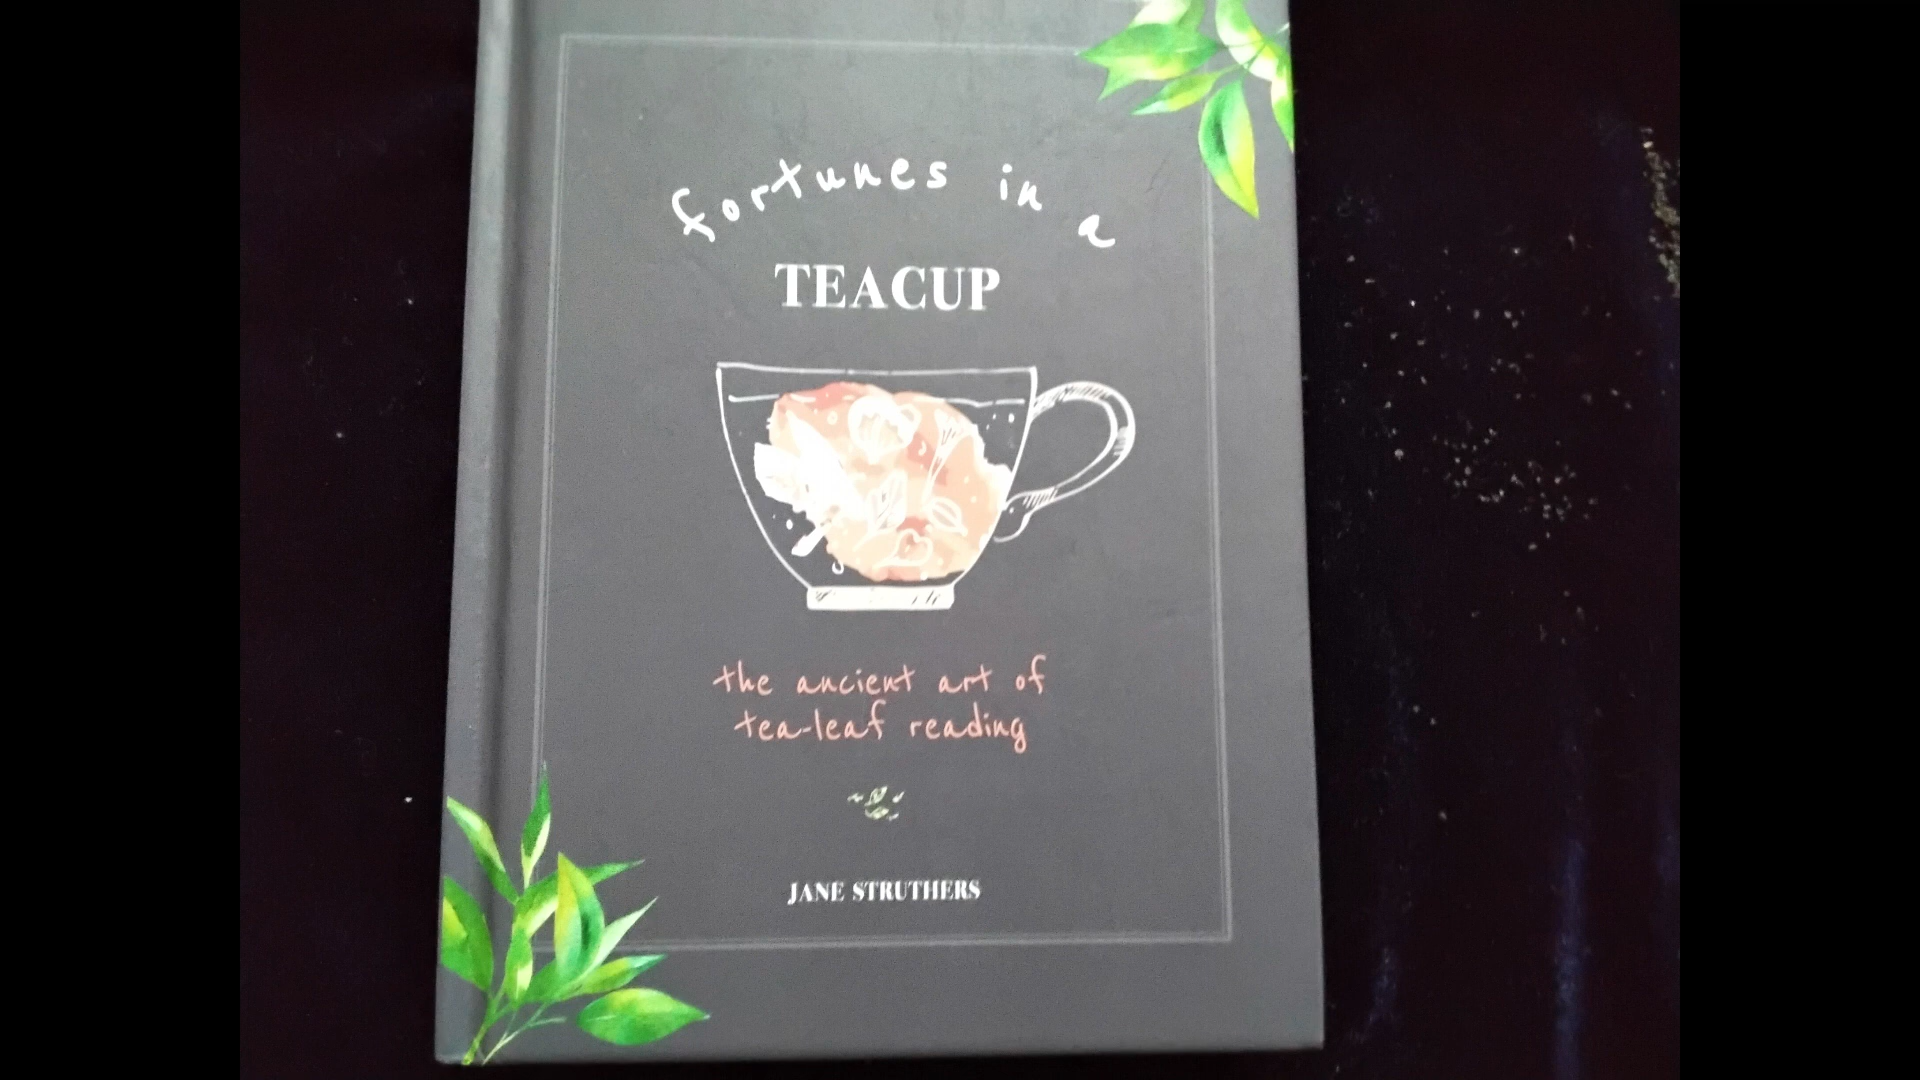 fortunes in a
TEACUP
the ancient art of
tea-leaf reading
JANE STRUTHERS